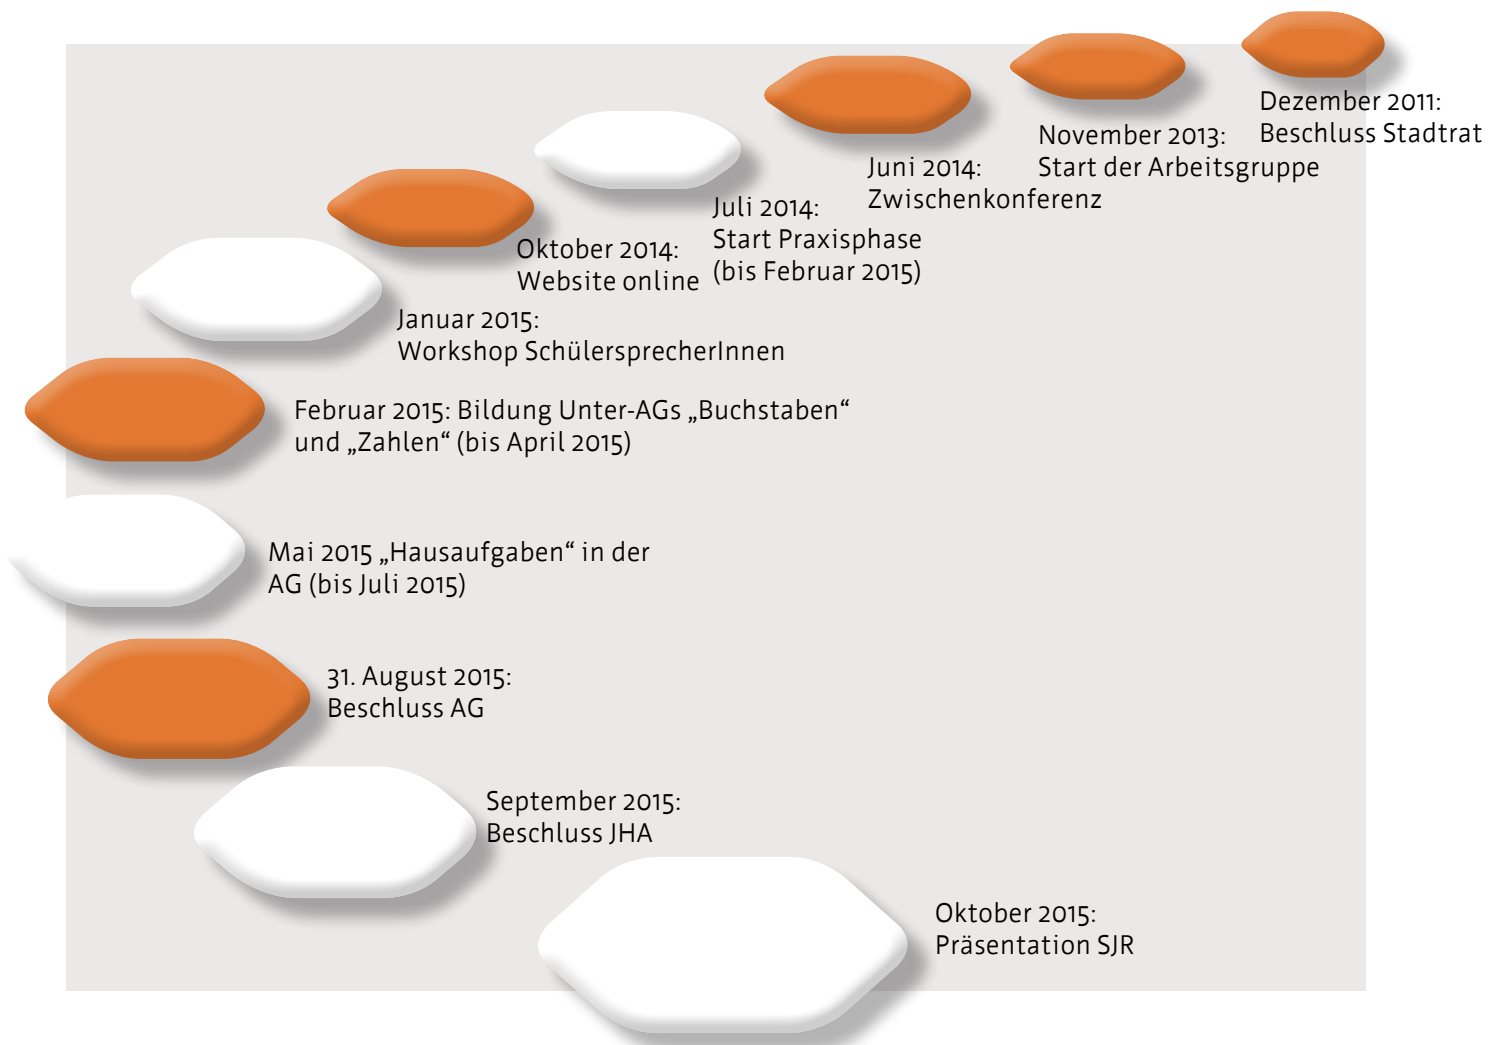 Dezember 2011:
Beschluss Stadtrat
November 2013:
Start der Arbeitsgruppe
Juni 2014:
Zwischenkonferenz
Juli 2014:
Start Praxisphase
(bis Februar 2015)
Oktober 2014:
Website online
Januar 2015:
Workshop SchülersprecherInnen
Februar 2015: Bildung Unter-AGs „Buchstaben“
und „Zahlen“ (bis April 2015)
Mai 2015 „Hausaufgaben“ in der
AG (bis Juli 2015)
31. August 2015:
Beschluss AG
September 2015:
Beschluss JHA
Oktober 2015:
Präsentation SJR